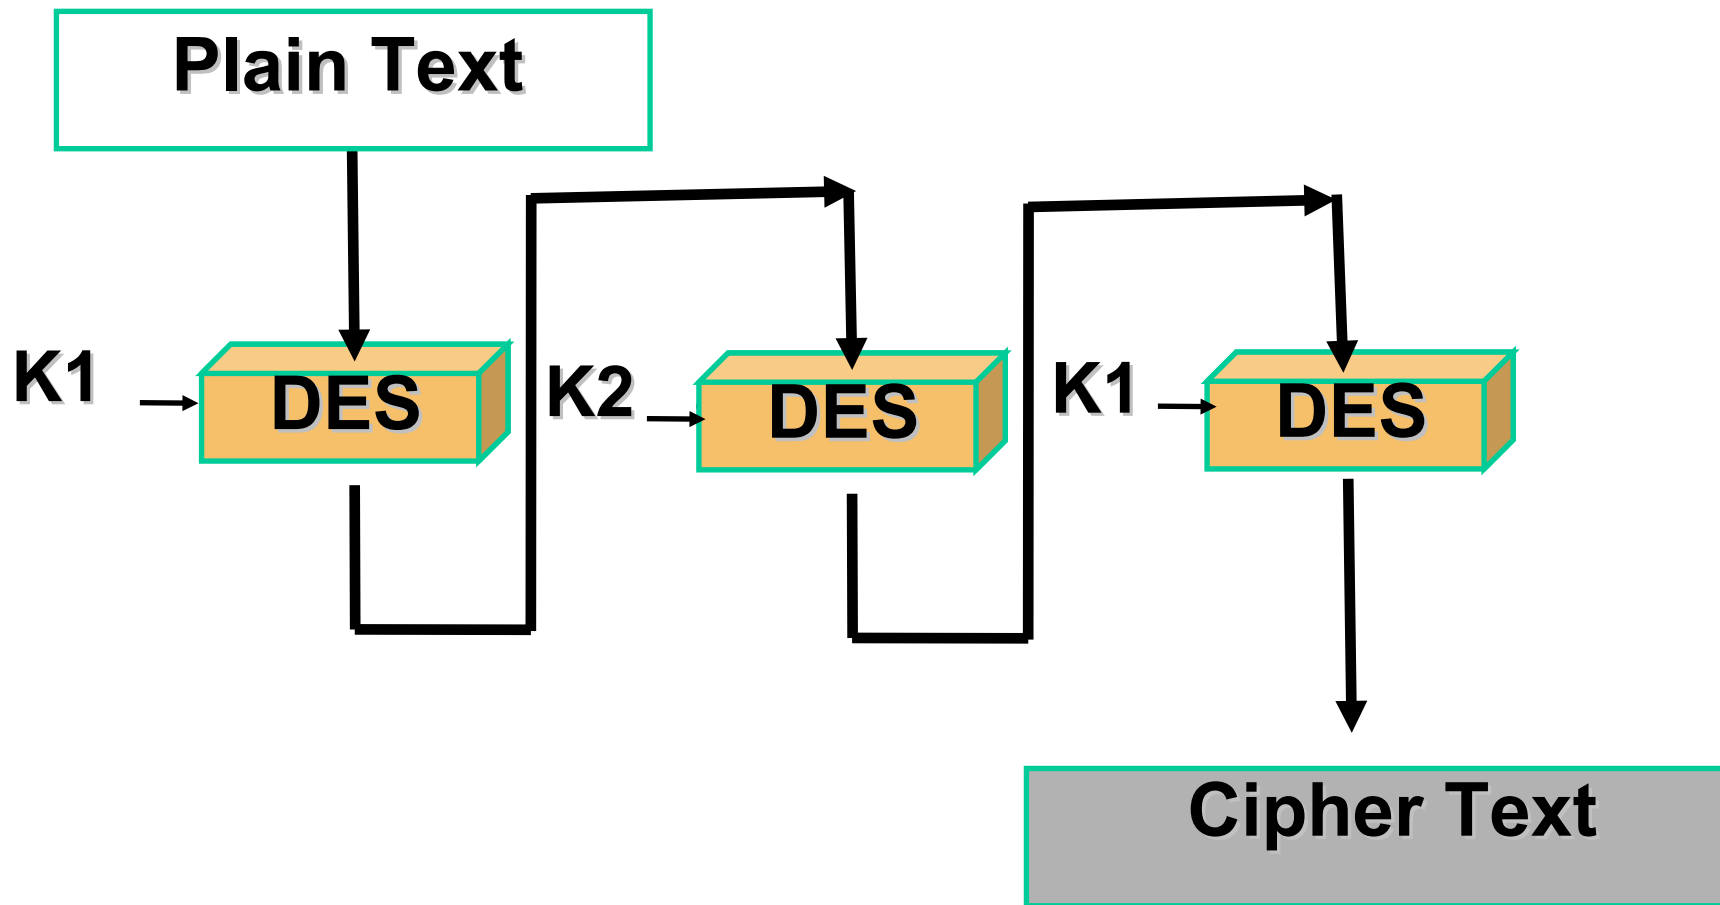 Plain Text
K1
DES
K2
DES
K1
DES
Cipher Text